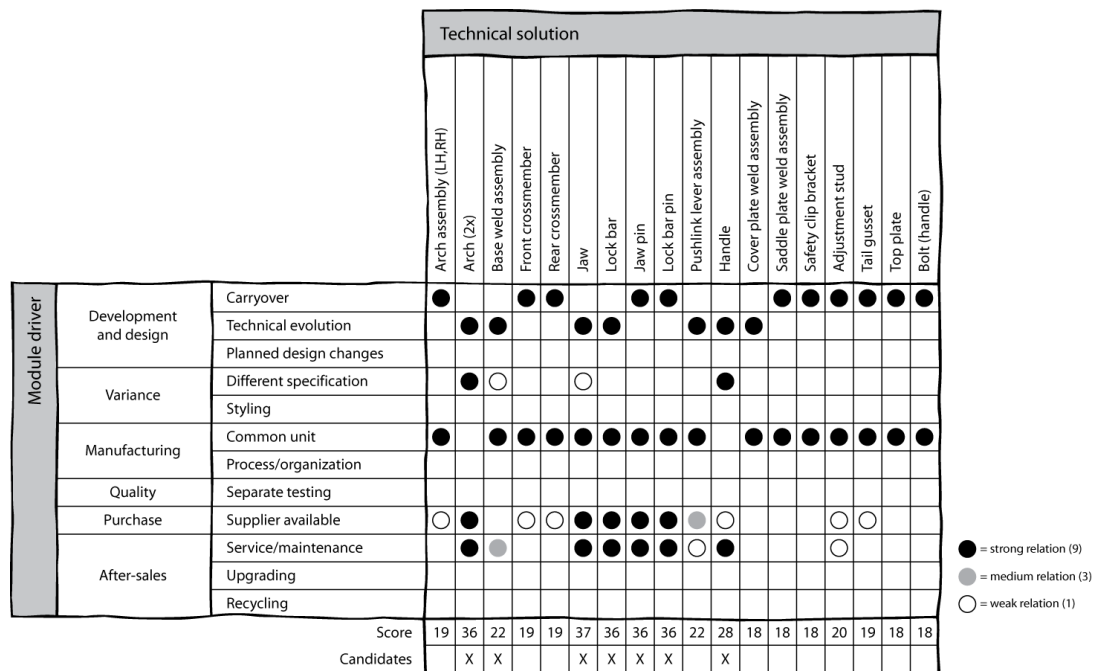 Technical solution
Arch assembly (LH,RH)
Arch (2x)
Base weld assembly
Front crossmember
Rear crossmember
Jaw
Lock bar
Jaw pin
Lock bar pin
Pushlink lever assembly
Handle
Cover plate weld assembly
Saddle plate weld assembly
Safety clip bracket
Adjustment stud
Tail gusset
Top plate
Bolt (handle)
Module driver
Development
and design
Carryover
Technical evolution
Planned design changes
Variance
Different specification
Styling
Manufacturing
Common unit
Process/organization
Quality
Separate testing
Purchase
Supplier available
After-sales
Service/maintenance
Upgrading
Recycling
= strong relation (9)
= medium relation (3)
= weak relation (1)
Score 19 36 22 19 19 37 36 36 36 22 28 18 18 18 20 19 18 18
Candidates X X X X X X X